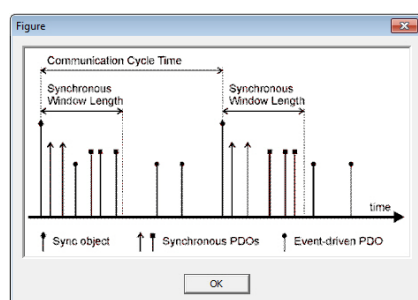 Figure
Communication Cycle Time
Synchronous
Window Length
Synchronous
Window Length
time
Sync object
Synchronous PDOs
Event-driven PDO
OK